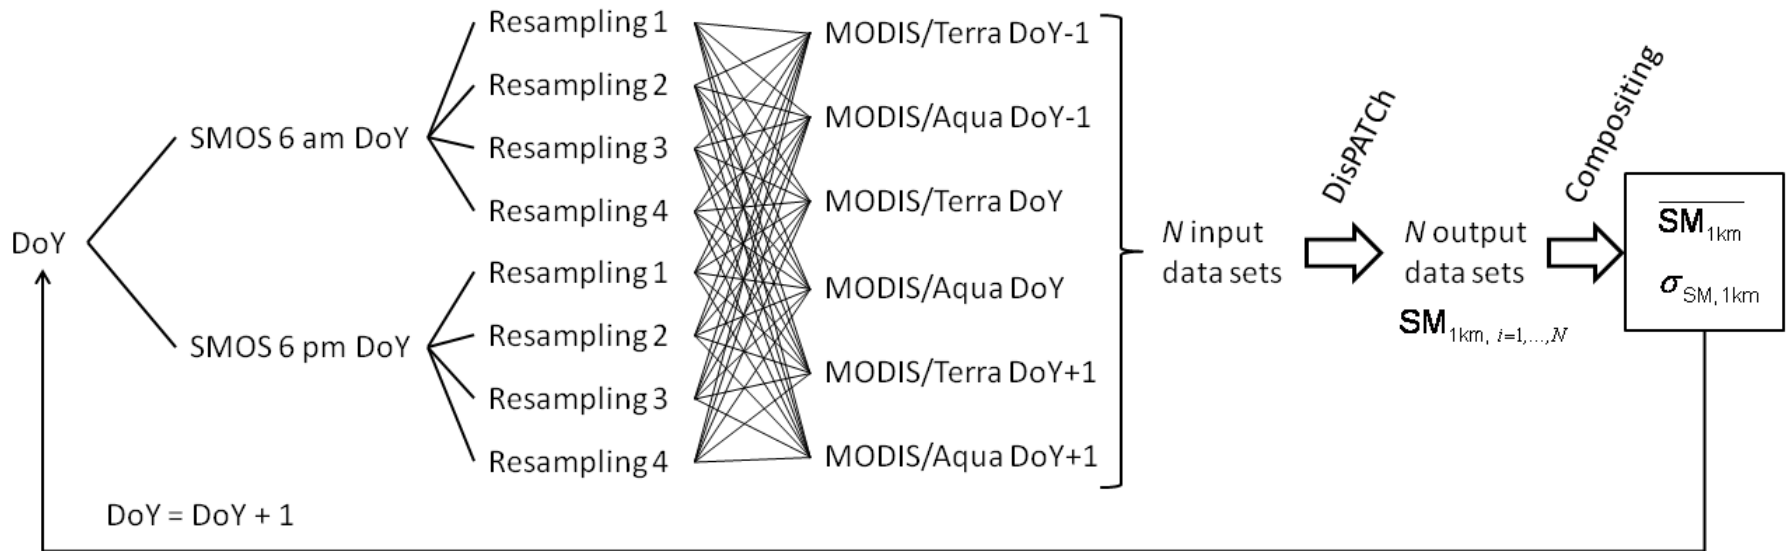 DoY
SMOS 6 am DoY
SMOS 6 pm DoY
Resampling 1
Resampling 2
Resampling 3
Resampling 4
Resampling 1
Resampling 2
Resampling 3
Resampling 4
MODIS/Terra DoY-1
MODIS/Aqua DoY-1
MODIS/Terra DoY
MODIS/Aqua DoY
MODIS/Terra DoY+1
MODIS/Aqua DoY+1
N input
data sets
DisPATCh
N output
data sets
SM1km, i=1,...,N
Compositing
SM1km
σSM, 1km
DoY = DoY + 1